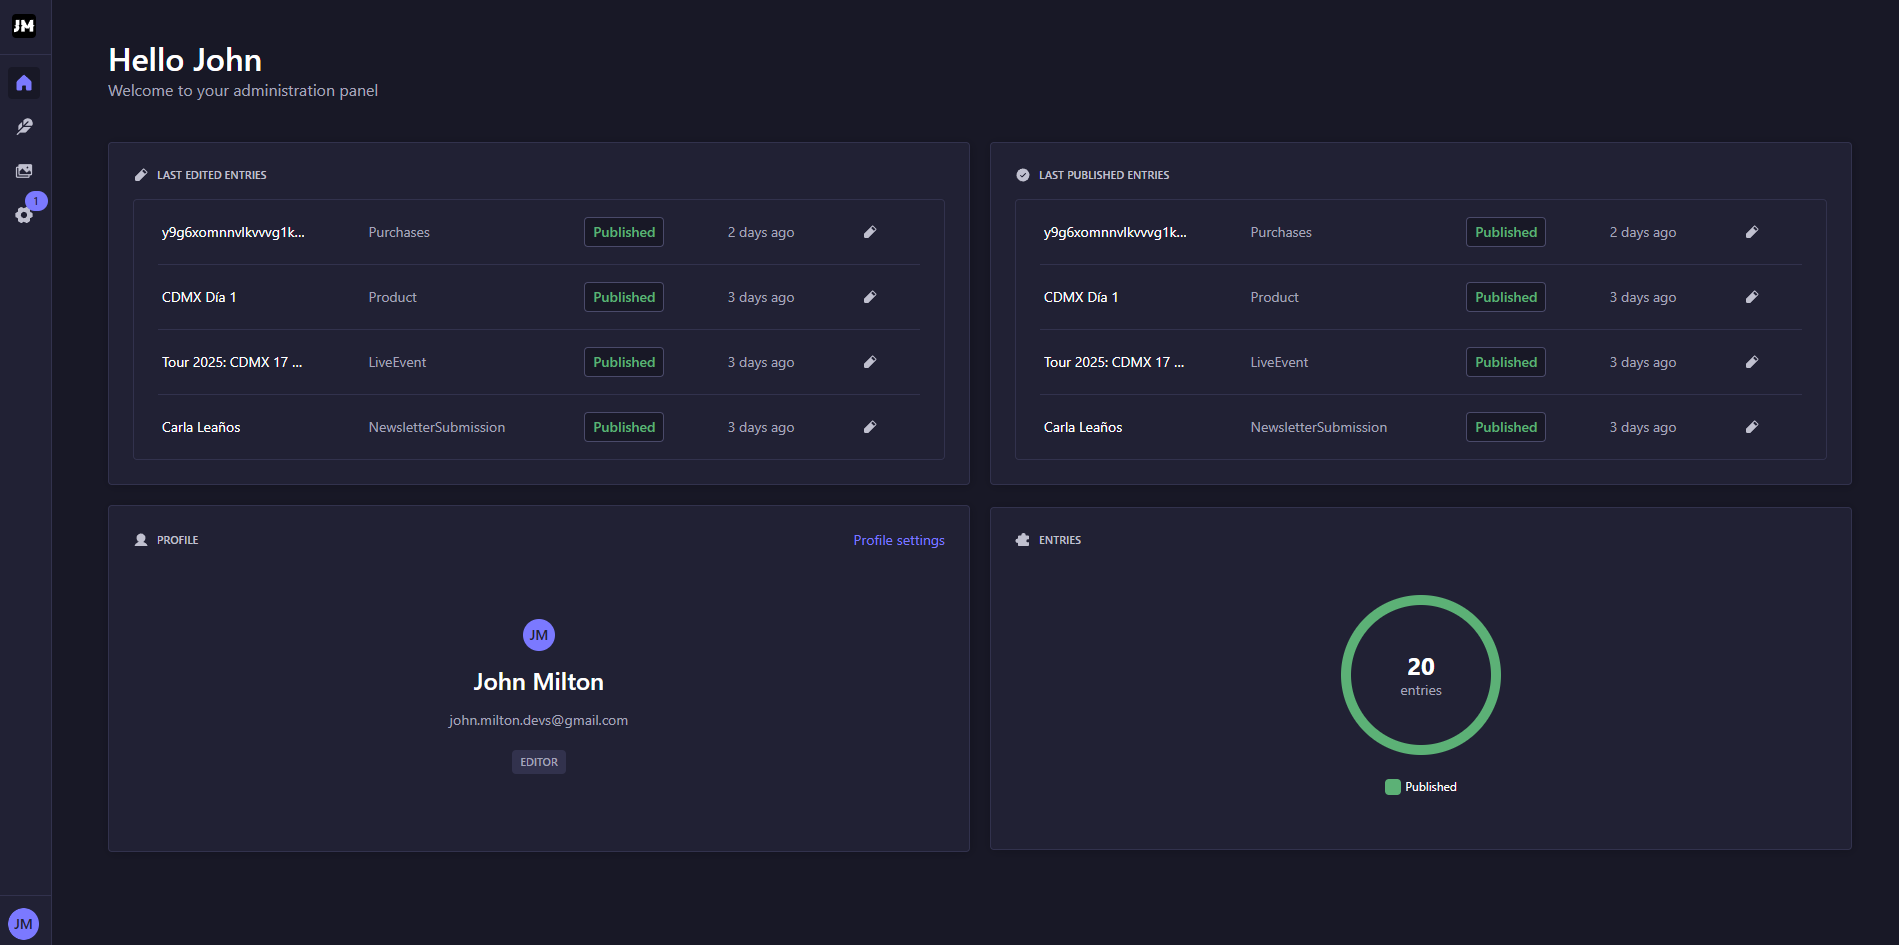 JM
1
Hello John
Welcome to your administration panel
LAST EDITED ENTRIES
y9g6xomnnvlkvvvg1k... Purchases Published 2 days ago
CDMX Día 1 Product Published 3 days ago
Tour 2025: CDMX 17 ... LiveEvent Published 3 days ago
Carla Leaños NewsletterSubmission Published 3 days ago
LAST PUBLISHED ENTRIES
y9g6xomnnvlkvvvg1k... Purchases Published 2 days ago
CDMX Día 1 Product Published 3 days ago
Tour 2025: CDMX 17 ... LiveEvent Published 3 days ago
Carla Leaños NewsletterSubmission Published 3 days ago
PROFILE Profile settings
JM
John Milton
john.milton.devs@gmail.com
EDITOR
ENTRIES
20
entries
Published
JM